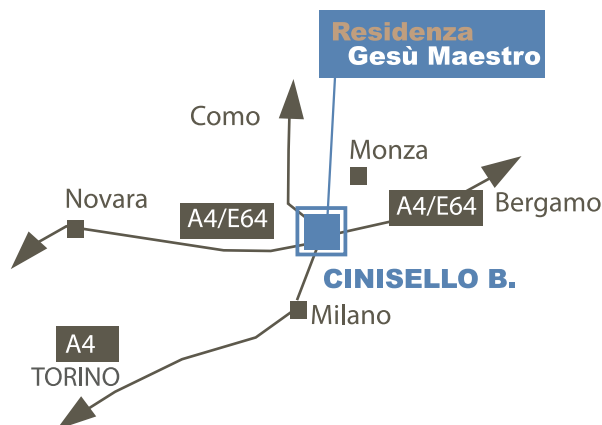 Residenza
Gesù Maestro
Como
Monza
Novara
A4/E64
A4/E64
Bergamo
CINISELLO B.
Milano
A4
TORINO